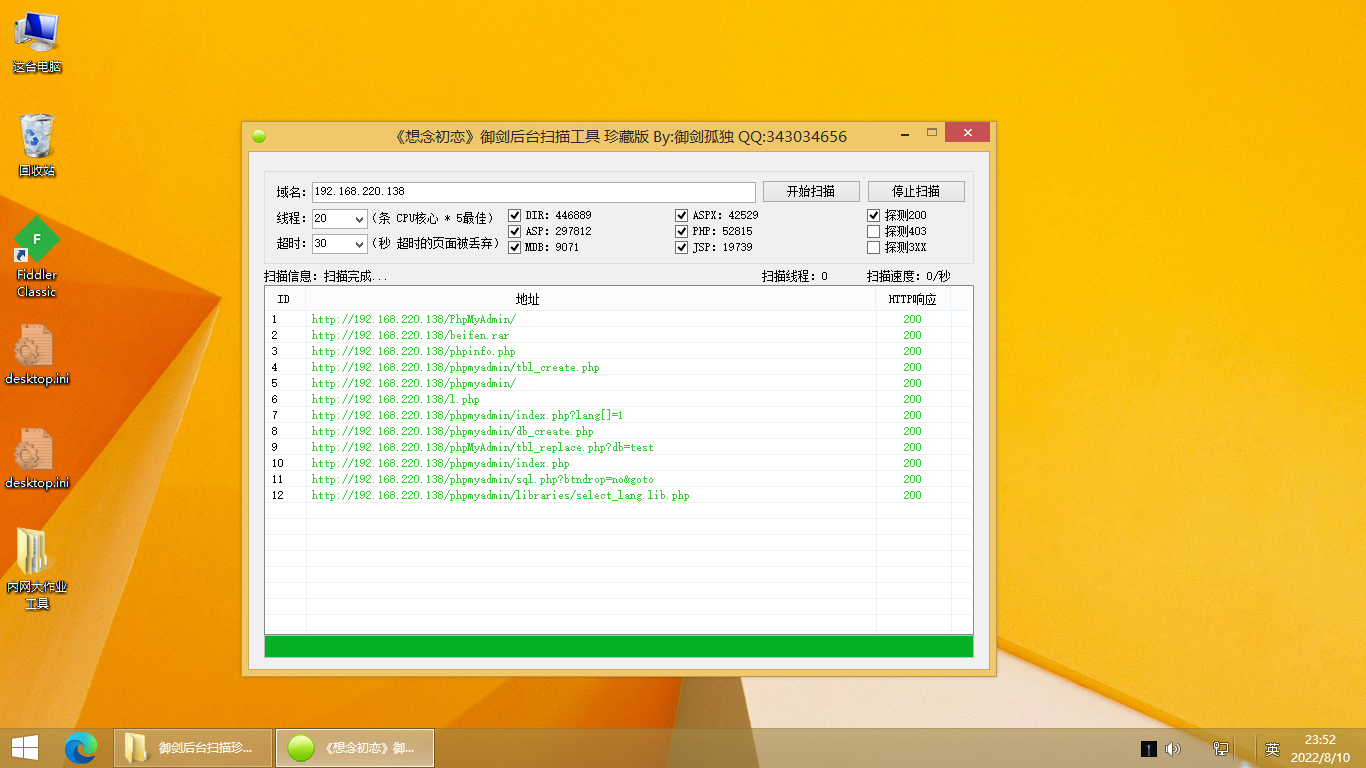 这台电脑
回收站
Fiddler
Classic
desktop.ini
desktop.ini
内网大作业
工具
《想念初恋》御剑后台扫描工具 珍藏版 By:御剑孤独 QQ:343034656
域名: 192.168.220.138 开始扫描 停止扫描
线程: 20 (条 CPU核心 * 5最佳) DIR: 446889 ASPX: 42529 探测200
ASP: 297812 PHP: 52815 探测403
超时: 30 (秒 超时的页面被丢弃) MDB: 9071 JSP: 19739 探测3XX
扫描信息: 扫描完成... 扫描线程: 0 扫描速度: 0/秒
ID 地址 HTTP响应
1 http://192.168.220.138/PhpMyAdmin/ 200
2 http://192.168.220.138/beifen.rar 200
3 http://192.168.220.138/phpinfo.php 200
4 http://192.168.220.138/phpmyadmin/tbl_create.php 200
5 http://192.168.220.138/phpmyadmin/ 200
6 http://192.168.220.138/l.php 200
7 http://192.168.220.138/phpmyadmin/index.php?lang[]=1 200
8 http://192.168.220.138/phpmyadmin/db_create.php 200
9 http://192.168.220.138/phpMyAdmin/tbl_replace.php?db=test 200
10 http://192.168.220.138/phpmyadmin/index.php 200
11 http://192.168.220.138/phpmyadmin/sql.php?btndrop=no&goto 200
12 http://192.168.220.138/phpmyadmin/libraries/select_lang.lib.php 200
御剑后台扫描珍... 《想念初恋》御... 英 23:52
2022/8/10